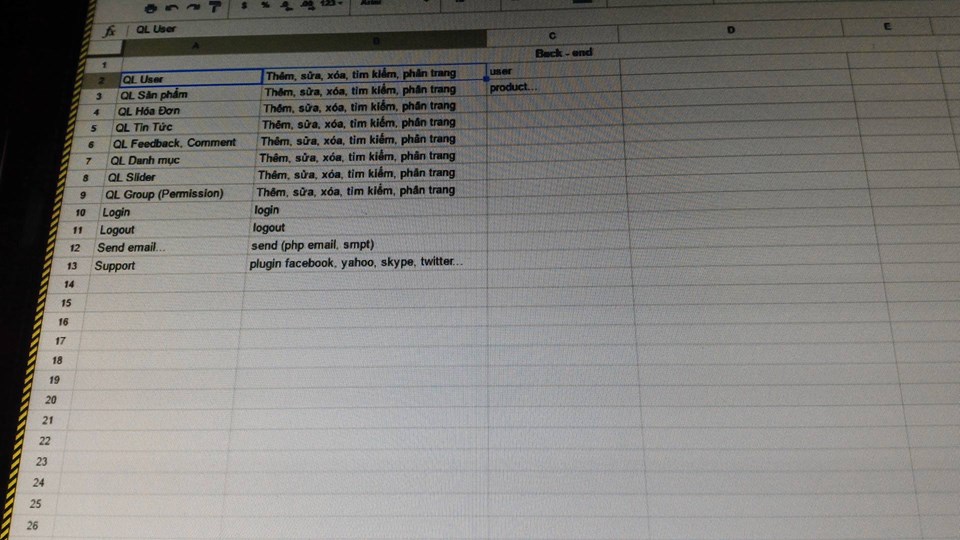 $ % .0 .00 123
fx QL User
A B C D E
1 Back - end
2 QL User Thêm, sửa, xóa, tìm kiếm, phân trang user
3 QL Sản phẩm Thêm, sửa, xóa, tìm kiếm, phân trang product...
4 QL Hóa Đơn Thêm, sửa, xóa, tìm kiếm, phân trang
5 QL Tin Tức Thêm, sửa, xóa, tìm kiếm, phân trang
6 QL Feedback, Comment Thêm, sửa, xóa, tìm kiếm, phân trang
7 QL Danh mục Thêm, sửa, xóa, tìm kiếm, phân trang
8 QL Slider Thêm, sửa, xóa, tìm kiếm, phân trang
9 QL Group (Permission) Thêm, sửa, xóa, tìm kiếm, phân trang
10 Login login
11 Logout logout
12 Send email... send (php email, smpt)
13 Support plugin facebook, yahoo, skype, twitter...
14
15
16
17
18
19
20
21
22
23
24
25
26